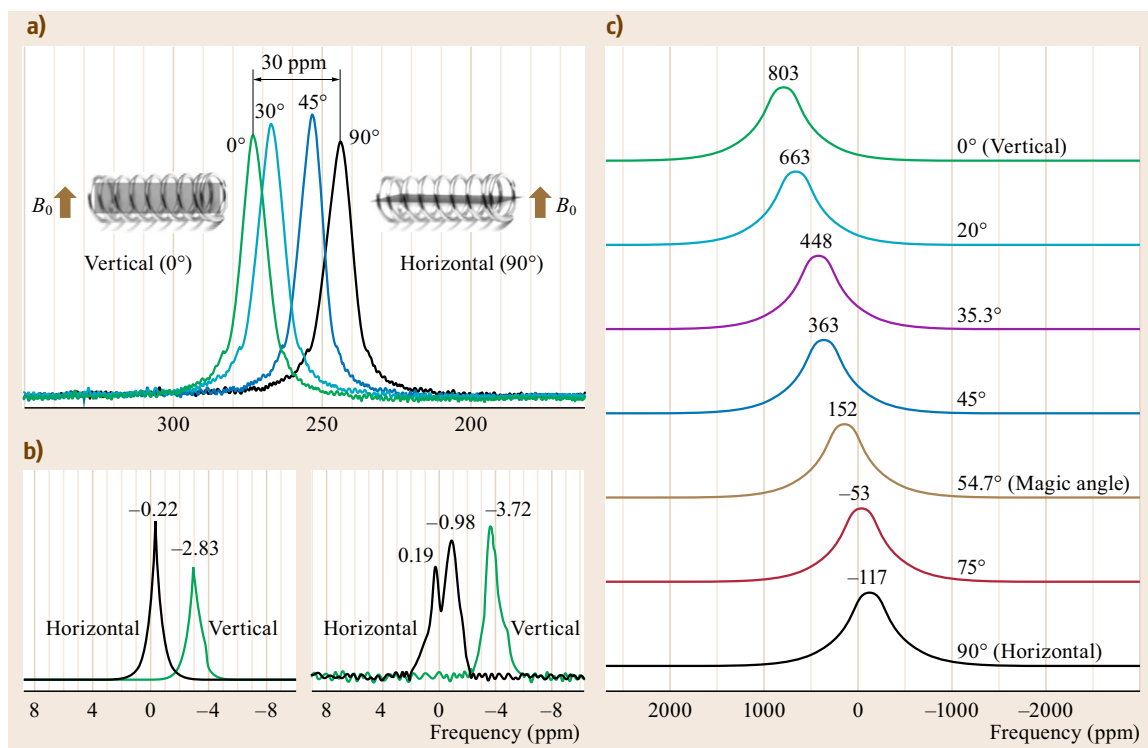 a)
30 ppm
0°
30°
45°
90°
B0
Vertical (0°)
Horizontal (90°)
B0
300
250
200
b)
–0.22
–2.83
Horizontal
Vertical
8
4
0
–4
–8
0.19
–0.98
–3.72
Horizontal
Vertical
8
4
0
–4
–8
Frequency (ppm)
c)
803
0° (Vertical)
663
20°
448
35.3°
363
45°
152
54.7° (Magic angle)
–53
75°
–117
90° (Horizontal)
2000
1000
0
–1000
–2000
Frequency (ppm)